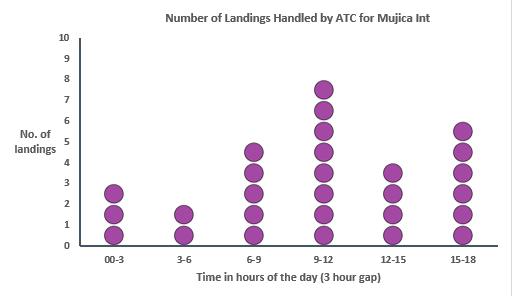 Number of Landings Handled by ATC for Mujica Int
10
9
8
7
6
5
4
3
2
1
0
No. of
landings
00-3 3-6 6-9 9-12 12-15 15-18
Time in hours of the day (3 hour gap)